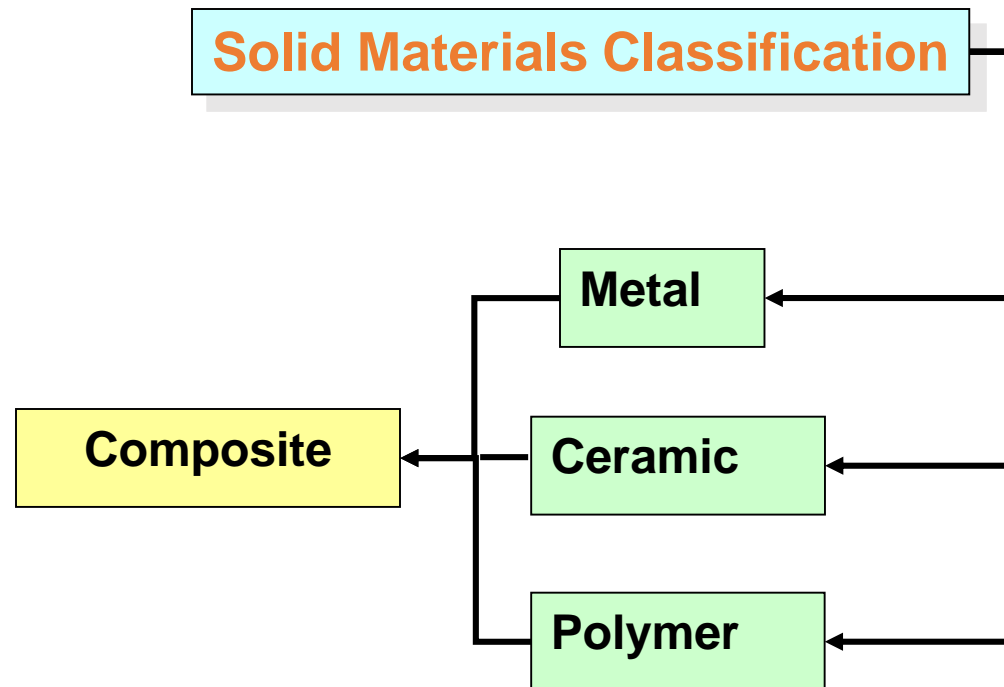 Solid Materials Classification
Metal
Composite
Ceramic
Polymer